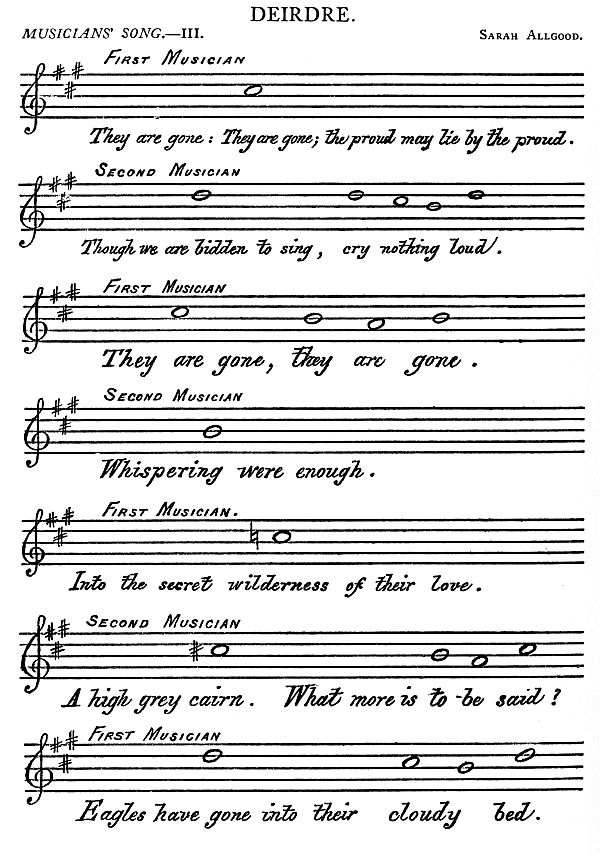 DEIRDRE.
MUSICIANS' SONG.—III.
SARAH ALLGOOD.
FIRST MUSICIAN
They are gone: They are gone; the proud may lie by the proud.
SECOND MUSICIAN
Though we are bidden to sing, cry nothing loud.
FIRST MUSICIAN
They are gone, they are gone.
SECOND MUSICIAN
Whispering were enough.
FIRST MUSICIAN.
Into the secret wilderness of their love.
SECOND MUSICIAN
A high grey cairn. What more is to be said?
FIRST MUSICIAN
Eagles have gone into their cloudy bed.